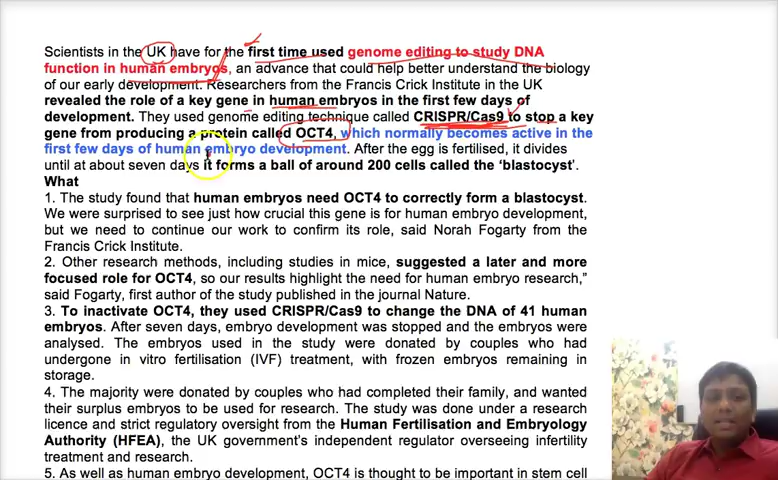 Scientists in the UK have for the first time used genome editing to study DNA
function in human embryos, an advance that could help better understand the biology
of our early development. Researchers from the Francis Crick Institute in the UK
revealed the role of a key gene in human embryos in the first few days of
development. They used genome editing technique called CRISPR/Cas9 to stop a key
gene from producing a protein called OCT4, which normally becomes active in the
first few days of human embryo development. After the egg is fertilised, it divides
until at about seven days it forms a ball of around 200 cells called the ‘blastocyst’.
What
1. The study found that human embryos need OCT4 to correctly form a blastocyst.
We were surprised to see just how crucial this gene is for human embryo development,
but we need to continue our work to confirm its role, said Norah Fogarty from the
Francis Crick Institute.
2. Other research methods, including studies in mice, suggested a later and more
focused role for OCT4, so our results highlight the need for human embryo research,”
said Fogarty, first author of the study published in the journal Nature.
3. To inactivate OCT4, they used CRISPR/Cas9 to change the DNA of 41 human
embryos. After seven days, embryo development was stopped and the embryos were
analysed. The embryos used in the study were donated by couples who had
undergone in vitro fertilisation (IVF) treatment, with frozen embryos remaining in
storage.
4. The majority were donated by couples who had completed their family, and wanted
their surplus embryos to be used for research. The study was done under a research
licence and strict regulatory oversight from the Human Fertilisation and Embryology
Authority (HFEA), the UK government's independent regulator overseeing infertility
treatment and research.
5. As well as human embryo development, OCT4 is thought to be important in stem cell